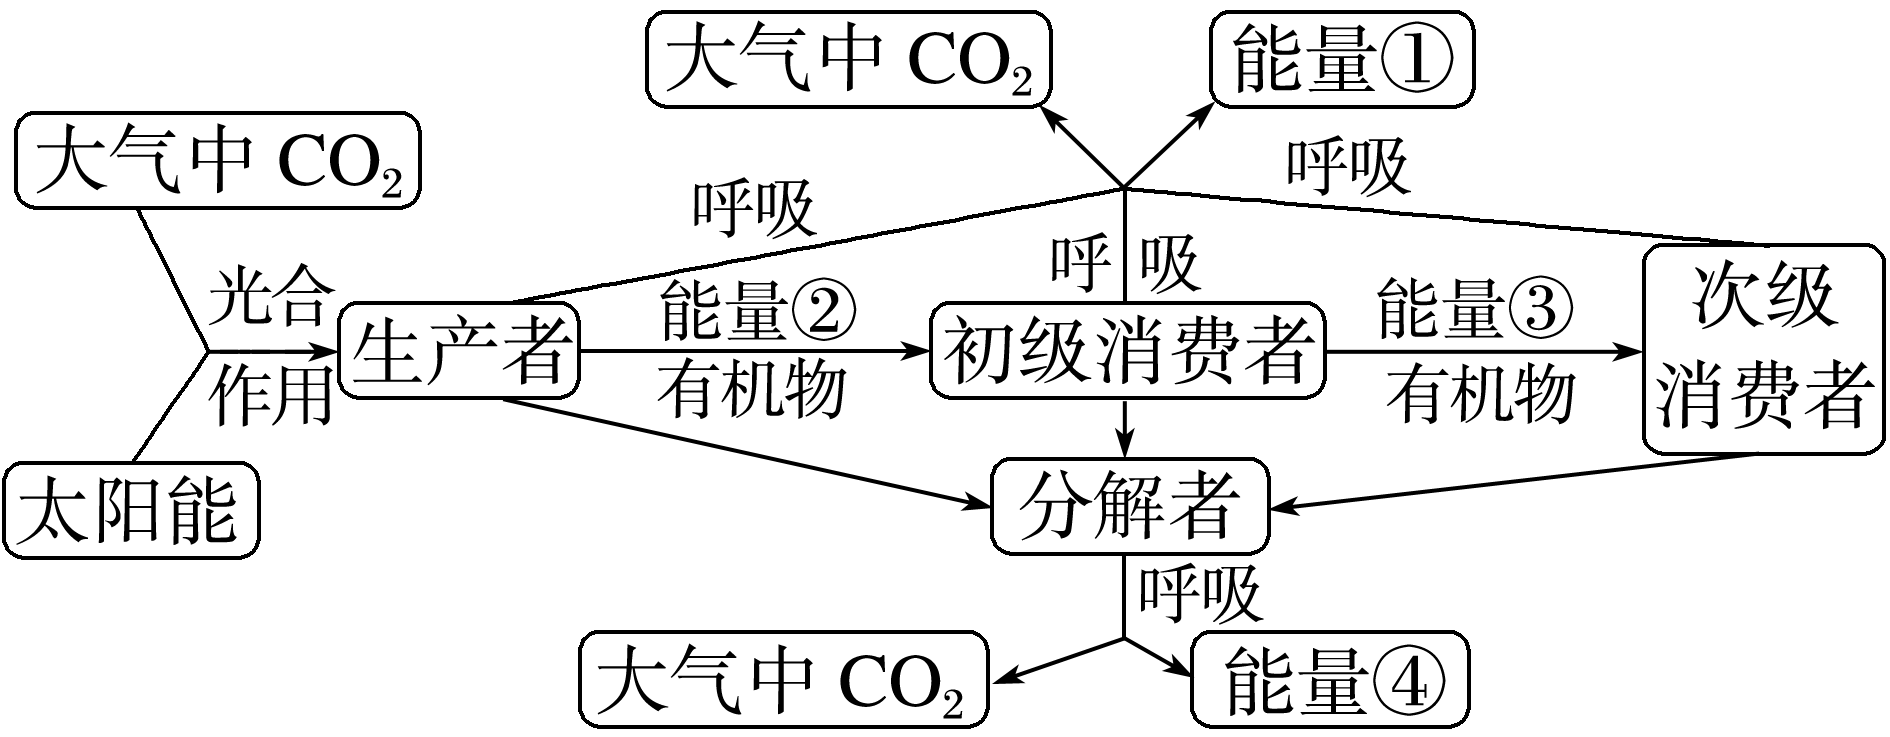 大气中 CO₂
能量①
大气中 CO₂
呼吸
呼吸
呼 吸
光合
作用
生产者
能量②
有机物
初级消费者
能量③
有机物
次级
消费者
太阳能
分解者
呼吸
大气中 CO₂
能量④